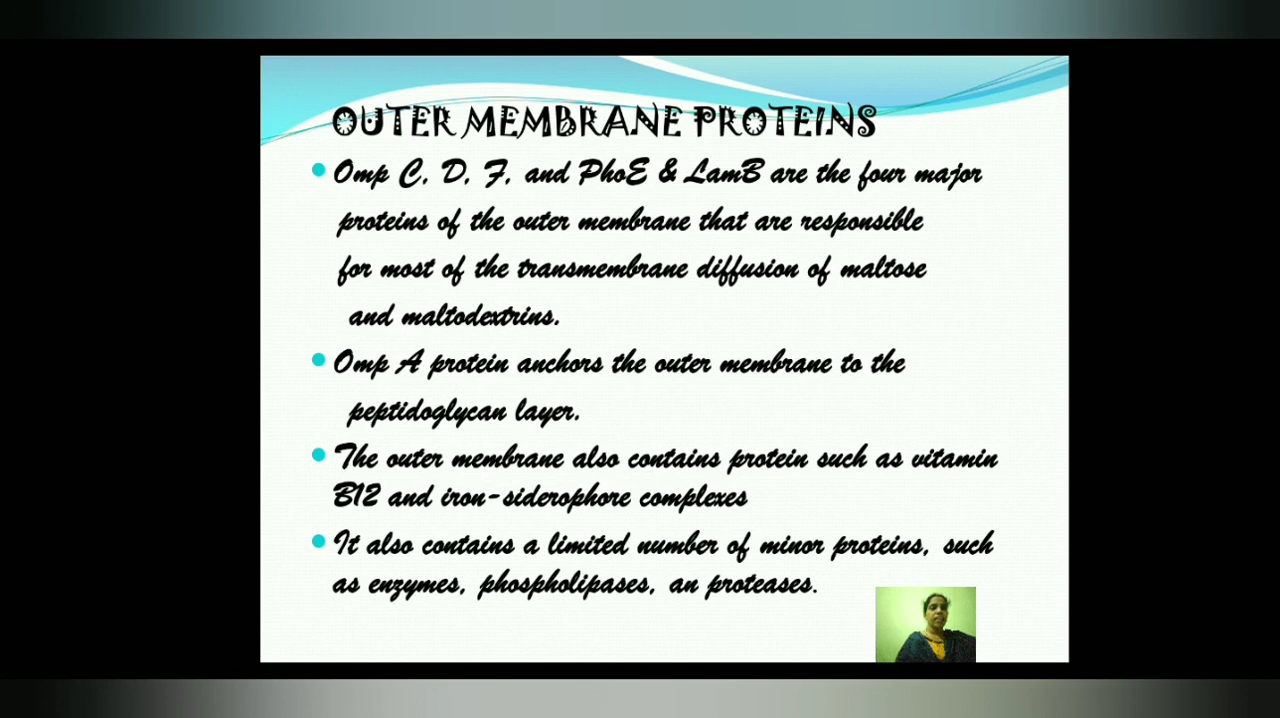 OUTER MEMBRANE PROTEINS
Omp C, D, F, and PhoE & LamB are the four major
proteins of the outer membrane that are responsible
for most of the transmembrane diffusion of maltose
and maltodextrins.
Omp A protein anchors the outer membrane to the
peptidoglycan layer.
The outer membrane also contains protein such as vitamin
B12 and iron-siderophore complexes
It also contains a limited number of minor proteins, such
as enzymes, phospholipases, an proteases.